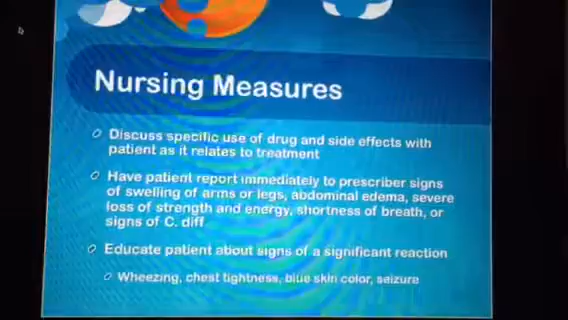 Nursing Measures
Discuss specific use of drug and side effects with
patient as it relates to treatment
Have patient report immediately to prescriber signs
of swelling of arms or legs, abdominal edema, severe
loss of strength and energy, shortness of breath, or
signs of C. diff
Educate patient about signs of a significant reaction
Wheezing, chest tightness, blue skin color, seizure